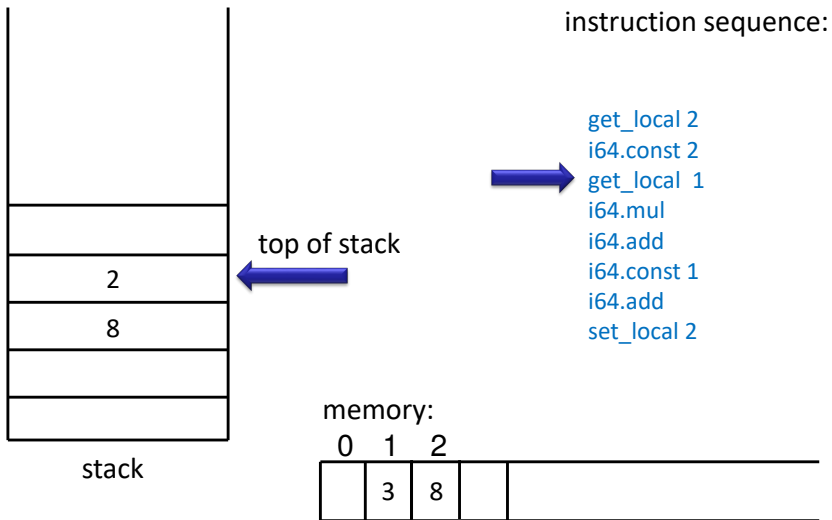 instruction sequence:
get_local 2
i64.const 2
get_local 1
i64.mul
i64.add
i64.const 1
i64.add
set_local 2
top of stack
2
8
stack
memory:
0 1 2
3 8